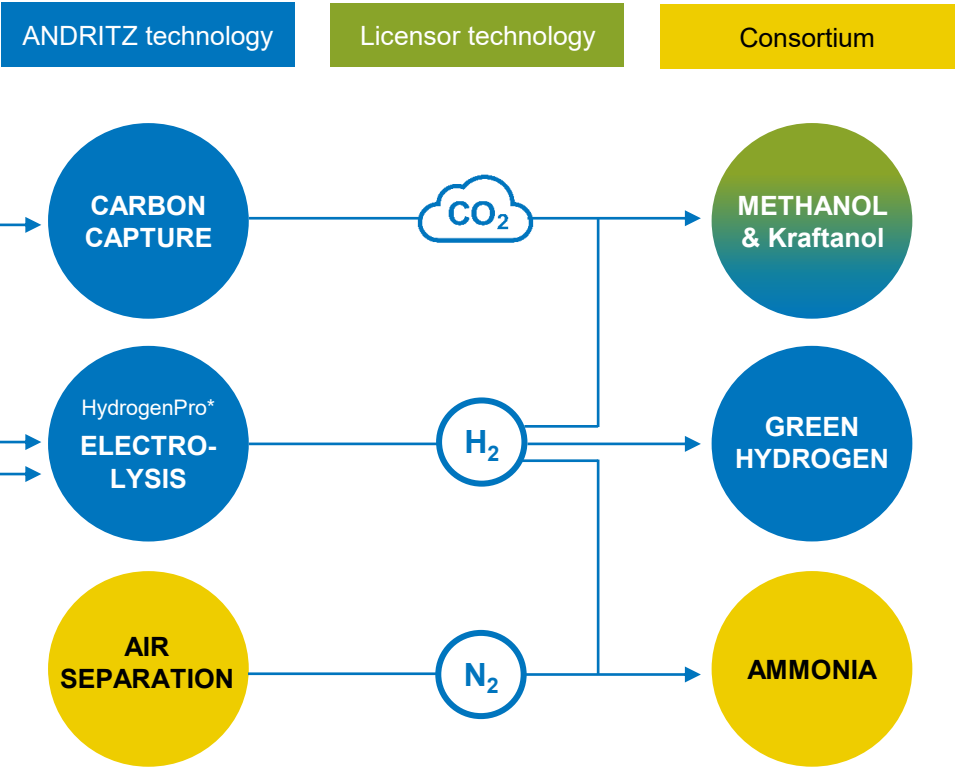 ANDRITZ technology
Licensor technology
Consortium
CARBON
CAPTURE
CO₂
METHANOL
& Kraftanol
HydrogenPro*
ELECTRO-
LYSIS
H₂
GREEN
HYDROGEN
AIR
SEPARATION
N₂
AMMONIA